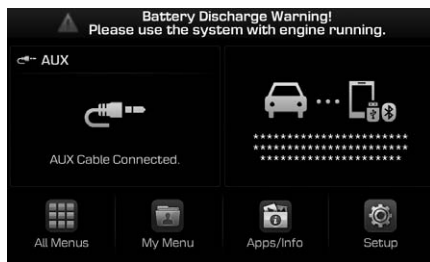 Battery Discharge Warning!
Please use the system with engine running.
AUX
AUX Cable Connected.
***********************
***********************
*********************
All Menus
My Menu
Apps/Info
Setup